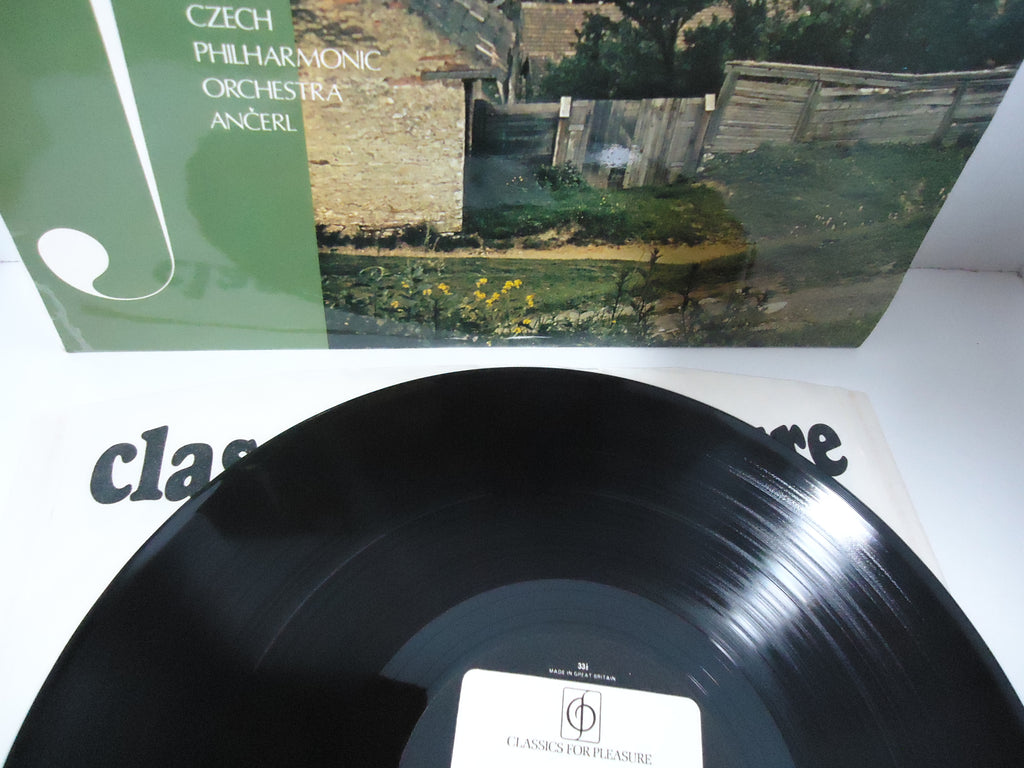 CZECH
PHILHARMONIC
ORCHESTRA
ANČERL
clas re
33⅓
MADE IN GREAT BRITAIN
CLASSICS FOR PLEASURE